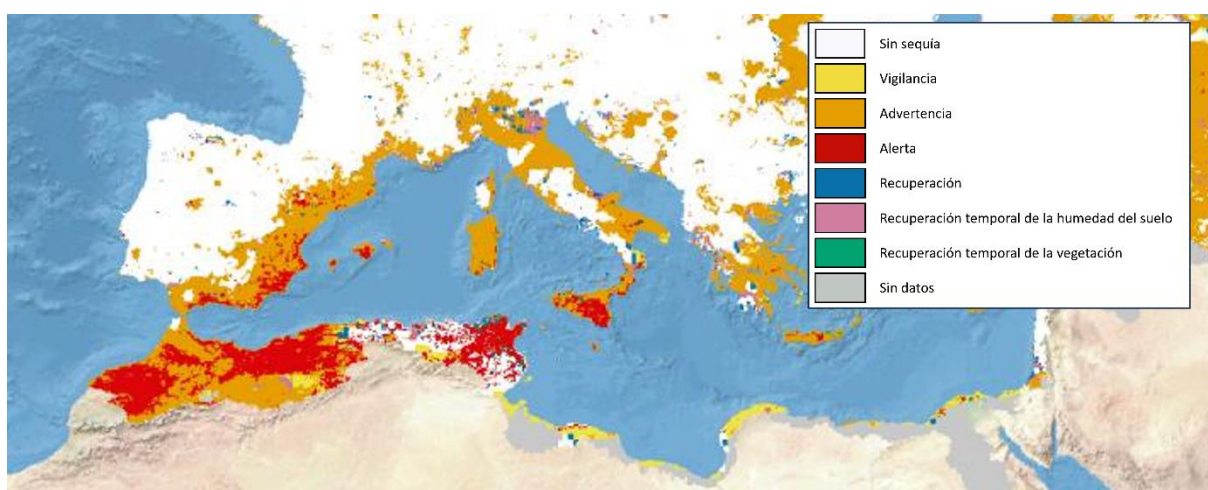 Sin sequía
Vigilancia
Advertencia
Alerta
Recuperación
Recuperación temporal de la humedad del suelo
Recuperación temporal de la vegetación
Sin datos